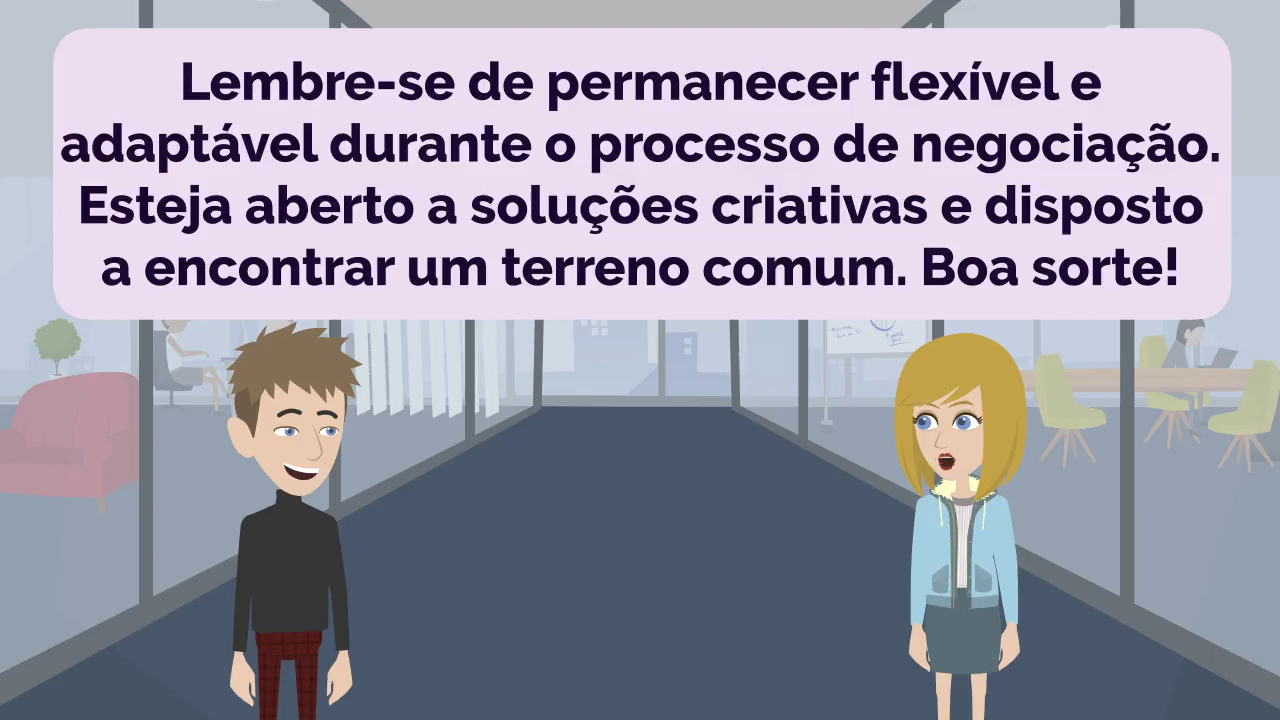 Lembre-se de permanecer flexível e
adaptável durante o processo de negociação.
Esteja aberto a soluções criativas e disposto
a encontrar um terreno comum. Boa sorte!